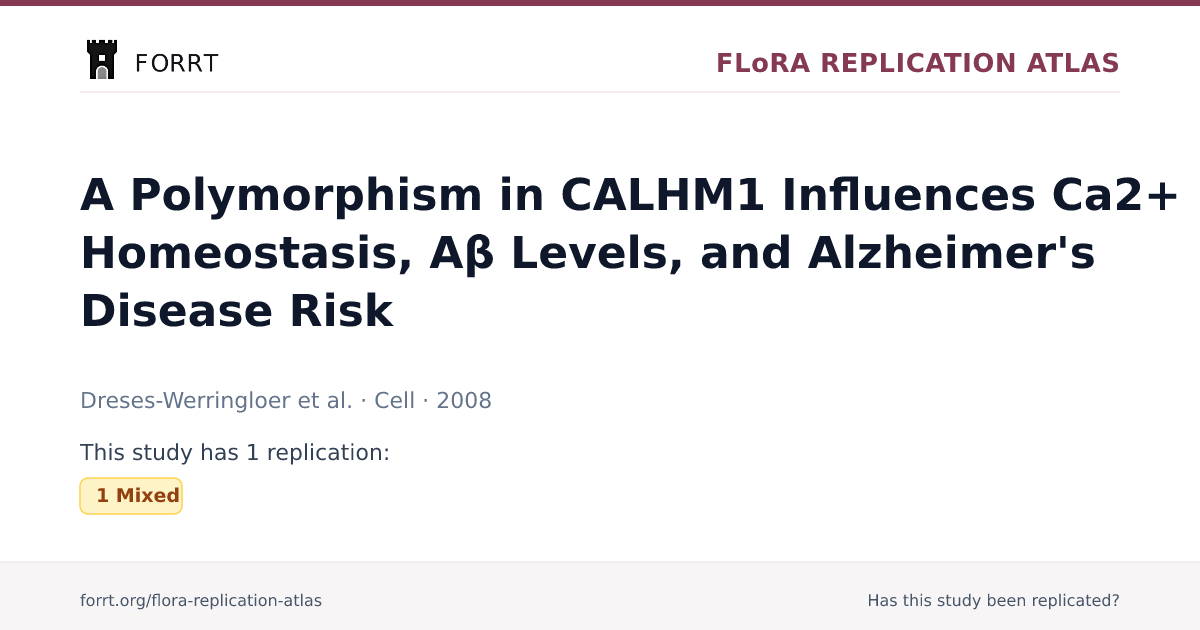 FORRT
FLoRA REPLICATION ATLAS
A Polymorphism in CALHM1 Influences Ca2+
Homeostasis, Aβ Levels, and Alzheimer's
Disease Risk
Dreses-Werringloer et al. · Cell · 2008
This study has 1 replication:
1 Mixed
forrt.org/flora-replication-atlas
Has this study been replicated?